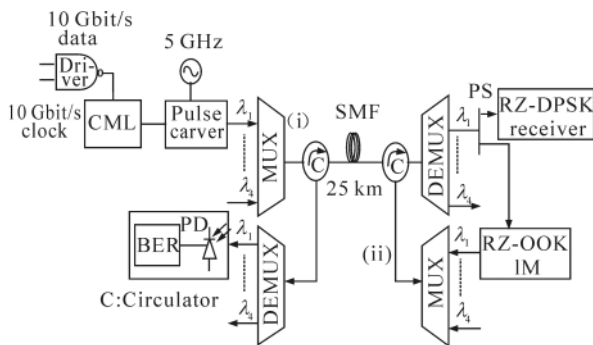 10 Gbit/s
data
Dri-
ver
5 GHz
10 Gbit/s
clock
CML
Pulse
carver
λ1
λ4
MUX
(i)
C
SMF
25 km
C
DEMUX
λ1
λ4
PS
RZ-DPSK
receiver
BER
PD
λ1
λ4
DEMUX
(ii)
MUX
λ1
λ4
RZ-OOK
IM
C:Circulator